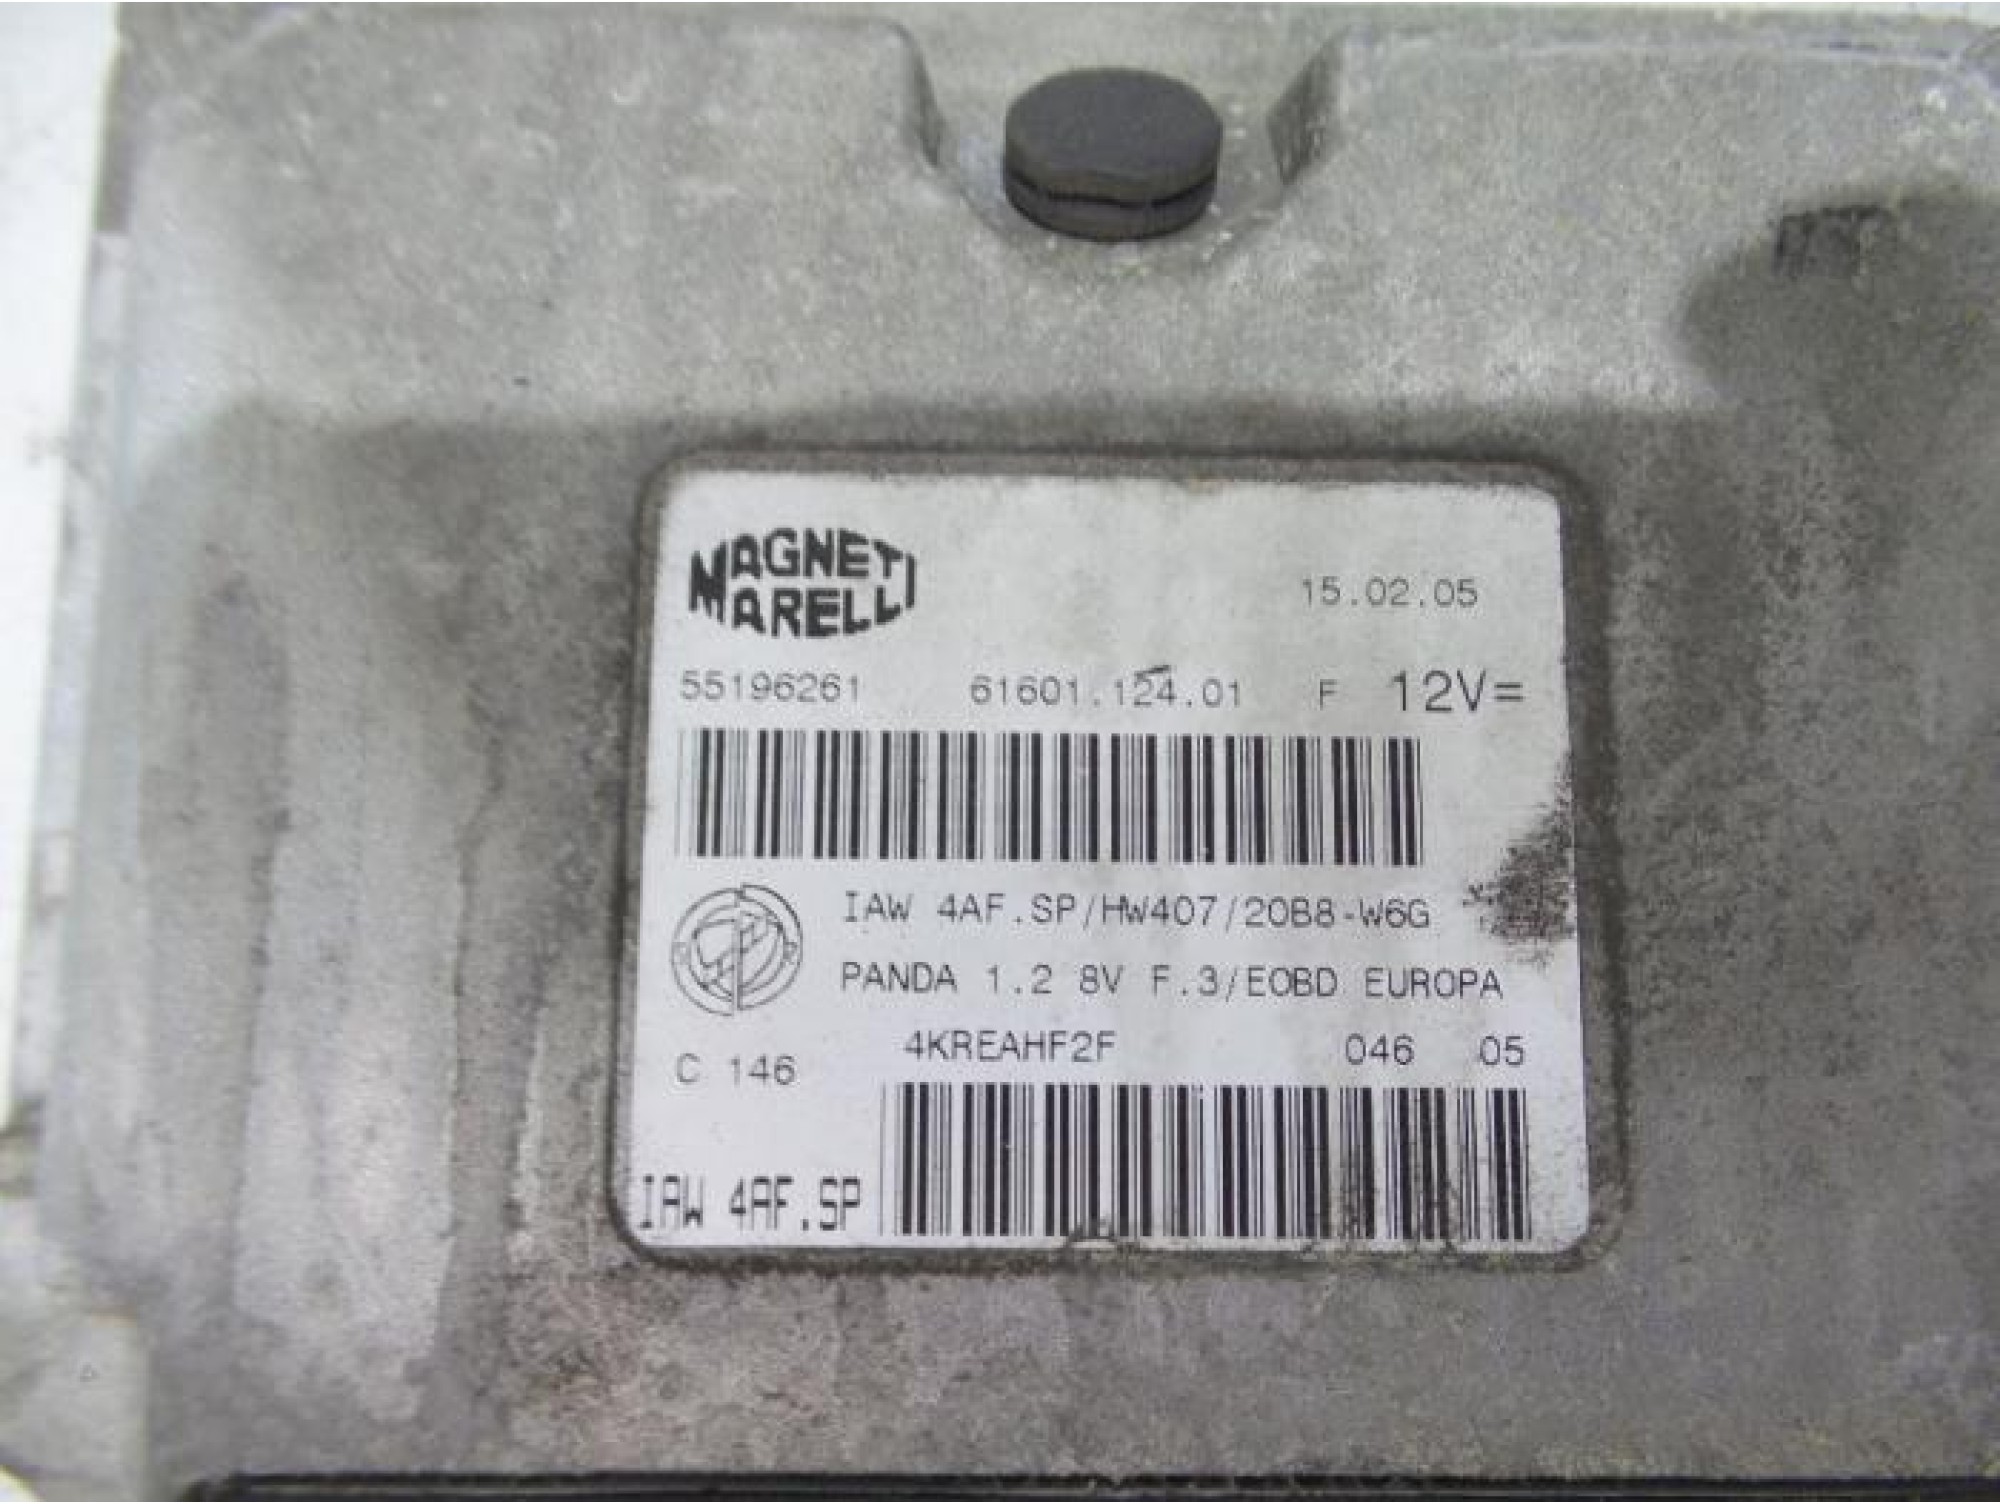 MAGNETI
MARELLI
15.02.05
55196261 61601.124.01 F 12V=
IAW 4AF.SP/HW407/20B8-W6G
PANDA 1.2 8V F.3/EOBD EUROPA
4KREAHF2F 046 05
C 146
IAW 4AF.SP